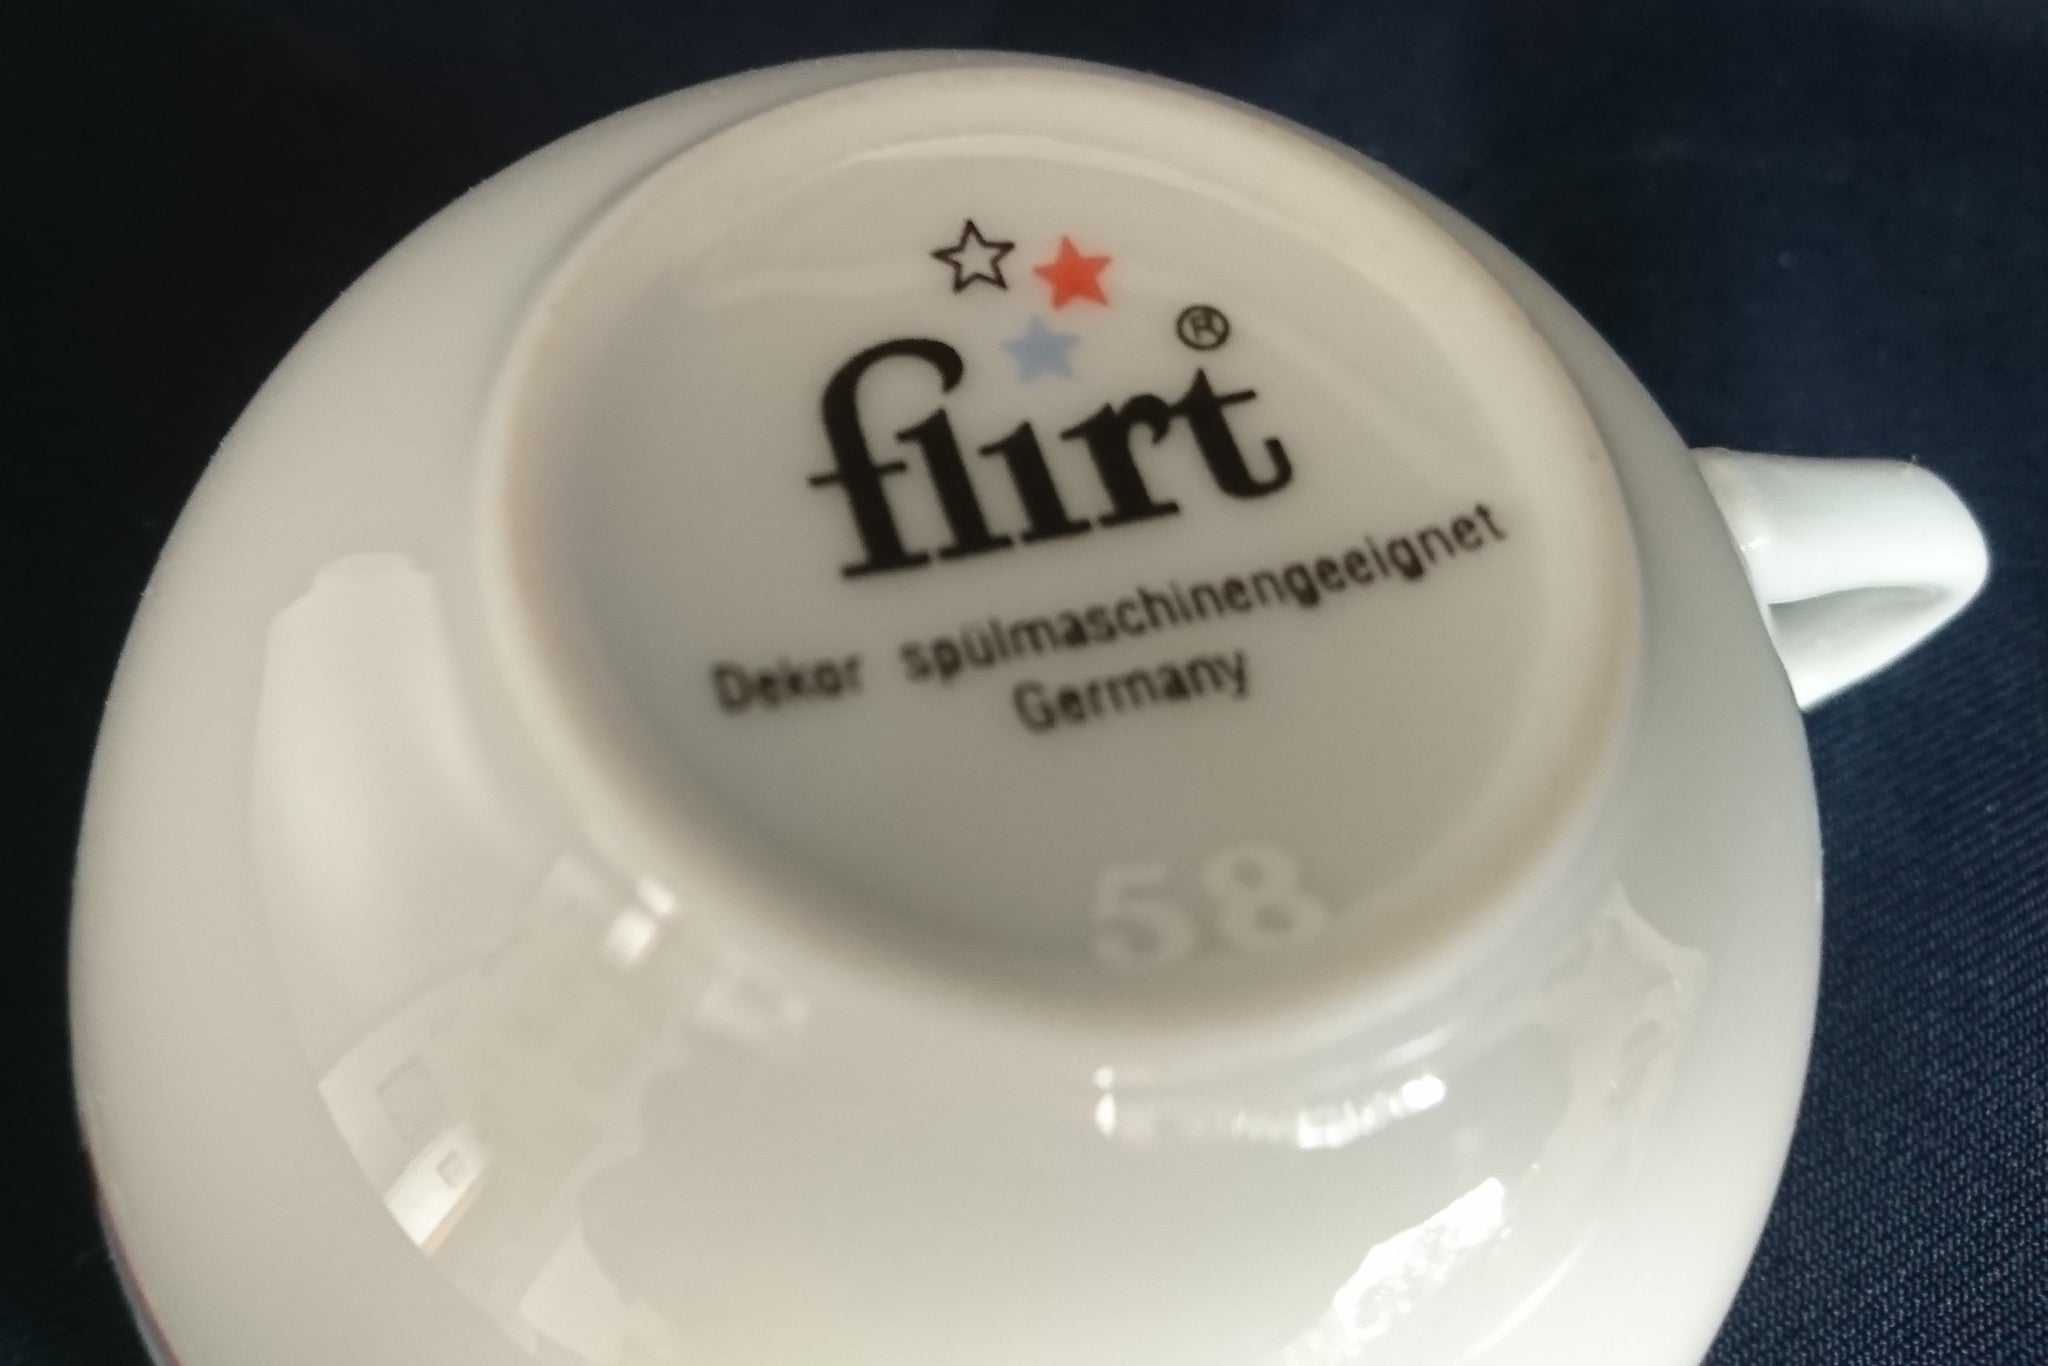 flirt ®
Dekor spülmaschinengeeignet
Germany
58